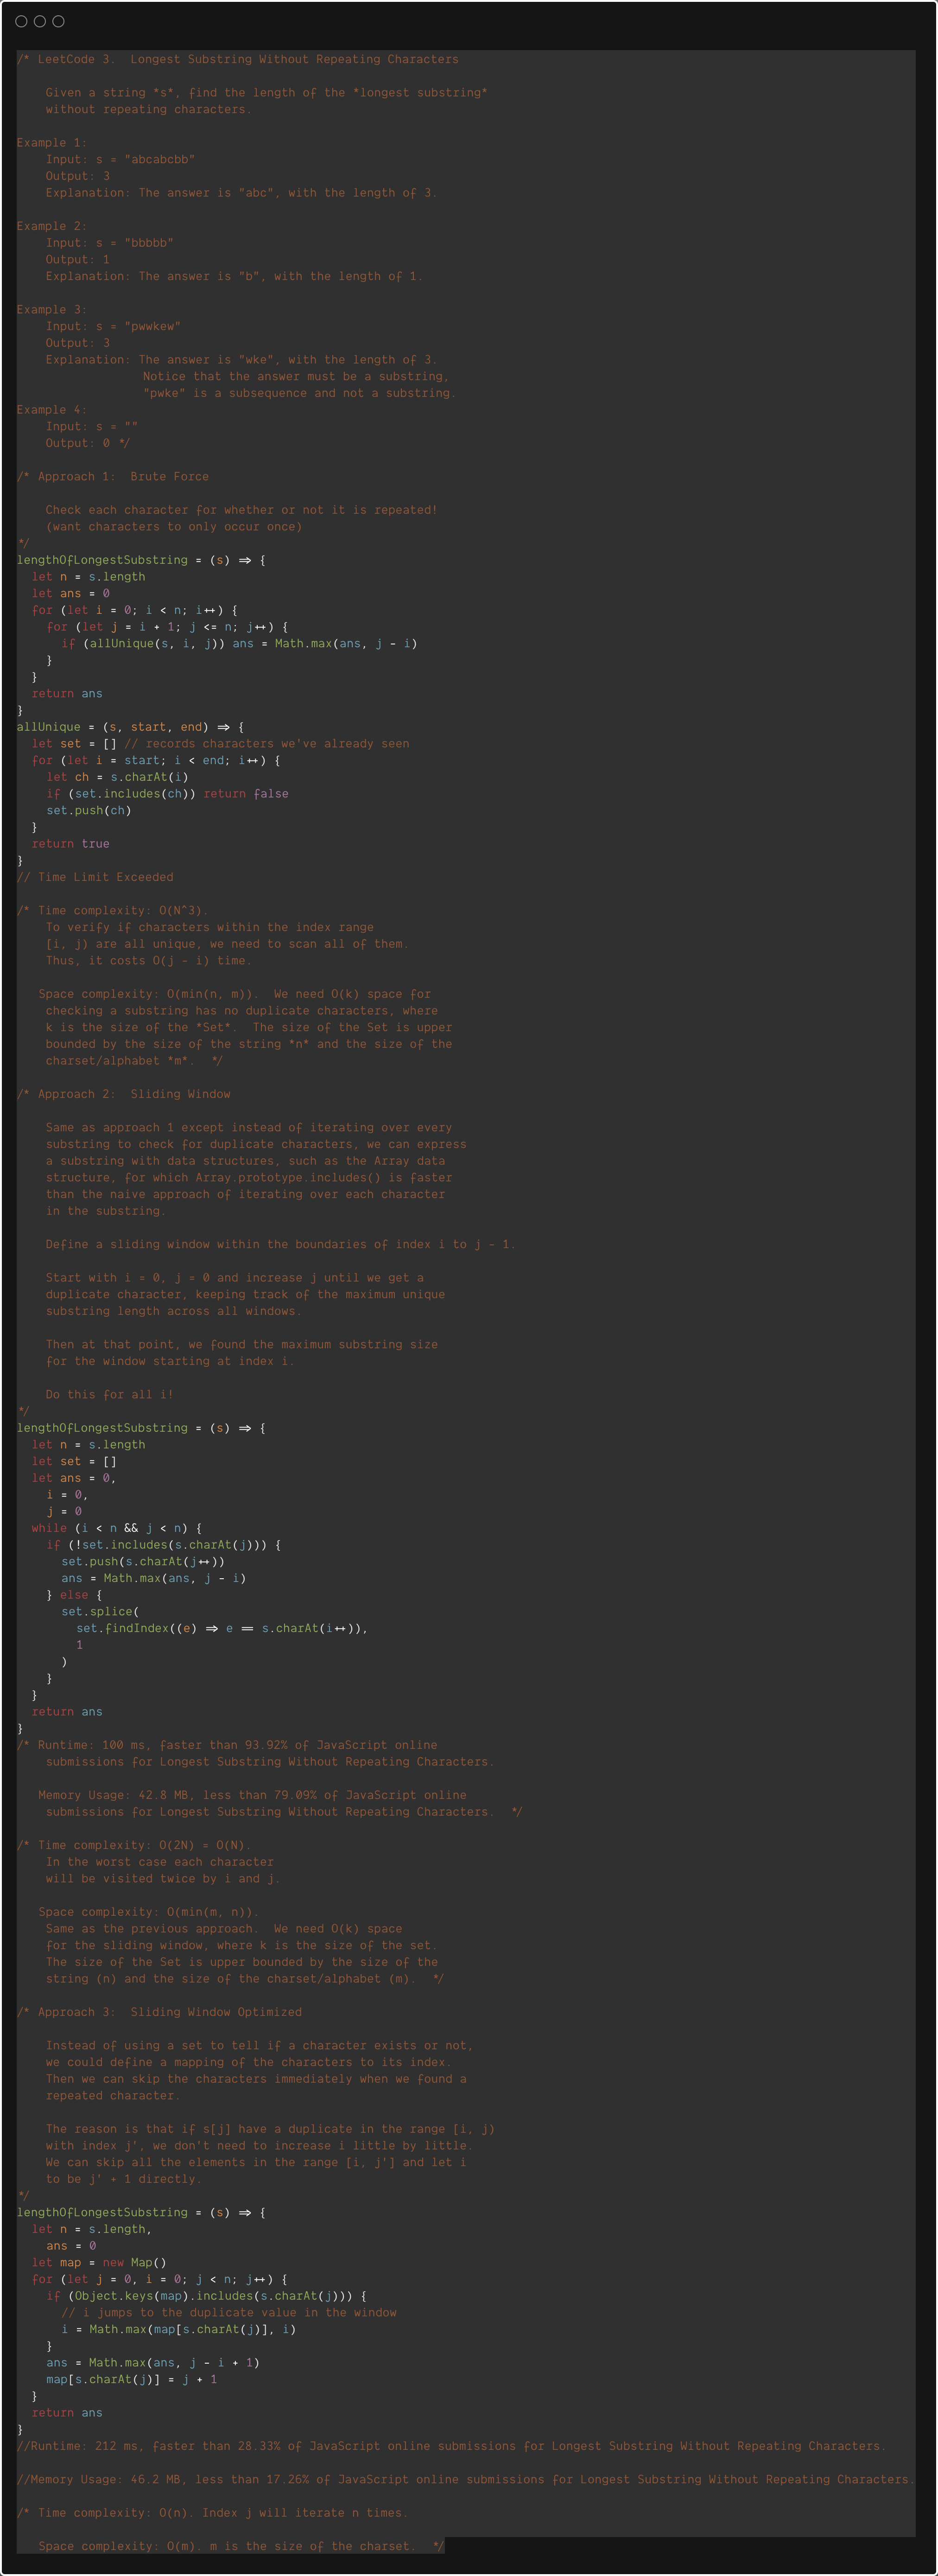 /* LeetCode 3.  Longest Substring Without Repeating Characters
    Given a string *s*, find the length of the *longest substring*
    without repeating characters.
Example 1:
    Input: s = "abcabcbb"
    Output: 3
    Explanation: The answer is "abc", with the length of 3.
Example 2:
    Input: s = "bbbbb"
    Output: 1
    Explanation: The answer is "b", with the length of 1.
Example 3:
    Input: s = "pwwkew"
    Output: 3
    Explanation: The answer is "wke", with the length of 3.
                 Notice that the answer must be a substring,
                 "pwke" is a subsequence and not a substring.
Example 4:
    Input: s = ""
    Output: 0 */
/* Approach 1:  Brute Force
    Check each character for whether or not it is repeated!
    (want characters to only occur once)
*/
lengthOfLongestSubstring = (s) => {
  let n = s.length
  let ans = 0
  for (let i = 0; i < n; i++) {
    for (let j = i + 1; j <= n; j++) {
      if (allUnique(s, i, j)) ans = Math.max(ans, j - i)
    }
  }
  return ans
}
allUnique = (s, start, end) => {
  let set = [] // records characters we've already seen
  for (let i = start; i < end; i++) {
    let ch = s.charAt(i)
    if (set.includes(ch)) return false
    set.push(ch)
  }
  return true
}
// Time Limit Exceeded
/* Time complexity: O(N^3).
    To verify if characters within the index range
    [i, j) are all unique, we need to scan all of them.
    Thus, it costs O(j - i) time.
   Space complexity: O(min(n, m)).  We need O(k) space for
    checking a substring has no duplicate characters, where
    k is the size of the *Set*.  The size of the Set is upper
    bounded by the size of the string *n* and the size of the
    charset/alphabet *m*.  */
/* Approach 2:  Sliding Window
    Same as approach 1 except instead of iterating over every
    substring to check for duplicate characters, we can express
    a substring with data structures, such as the Array data
    structure, for which Array.prototype.includes() is faster
    than the naive approach of iterating over each character
    in the substring.
    Define a sliding window within the boundaries of index i to j - 1.
    Start with i = 0, j = 0 and increase j until we get a
    duplicate character, keeping track of the maximum unique
    substring length across all windows.
    Then at that point, we found the maximum substring size
    for the window starting at index i.
    Do this for all i!
*/
lengthOfLongestSubstring = (s) => {
  let n = s.length
  let set = []
  let ans = 0,
    i = 0,
    j = 0
  while (i < n && j < n) {
    if (!set.includes(s.charAt(j))) {
      set.push(s.charAt(j++))
      ans = Math.max(ans, j - i)
    } else {
      set.splice(
        set.findIndex((e) => e == s.charAt(i++)),
        1
      )
    }
  }
  return ans
}
/* Runtime: 100 ms, faster than 93.92% of JavaScript online
    submissions for Longest Substring Without Repeating Characters.
   Memory Usage: 42.8 MB, less than 79.09% of JavaScript online
    submissions for Longest Substring Without Repeating Characters.  */
/* Time complexity: O(2N) = O(N).
    In the worst case each character
    will be visited twice by i and j.
   Space complexity: O(min(m, n)).
    Same as the previous approach.  We need O(k) space
    for the sliding window, where k is the size of the set.
    The size of the Set is upper bounded by the size of the
    string (n) and the size of the charset/alphabet (m).  */
/* Approach 3:  Sliding Window Optimized
    Instead of using a set to tell if a character exists or not,
    we could define a mapping of the characters to its index.
    Then we can skip the characters immediately when we found a
    repeated character.
    The reason is that if s[j] have a duplicate in the range [i, j)
    with index j', we don't need to increase i little by little.
    We can skip all the elements in the range [i, j'] and let i
    to be j' + 1 directly.
*/
lengthOfLongestSubstring = (s) => {
  let n = s.length,
    ans = 0
  let map = new Map()
  for (let j = 0, i = 0; j < n; j++) {
    if (Object.keys(map).includes(s.charAt(j))) {
      // i jumps to the duplicate value in the window
      i = Math.max(map[s.charAt(j)], i)
    }
    ans = Math.max(ans, j - i + 1)
    map[s.charAt(j)] = j + 1
  }
  return ans
}
//Runtime: 212 ms, faster than 28.33% of JavaScript online submissions for Longest Substring Without Repeating Characters.
//Memory Usage: 46.2 MB, less than 17.26% of JavaScript online submissions for Longest Substring Without Repeating Characters.
/* Time complexity: O(n). Index j will iterate n times.
   Space complexity: O(m). m is the size of the charset.  */